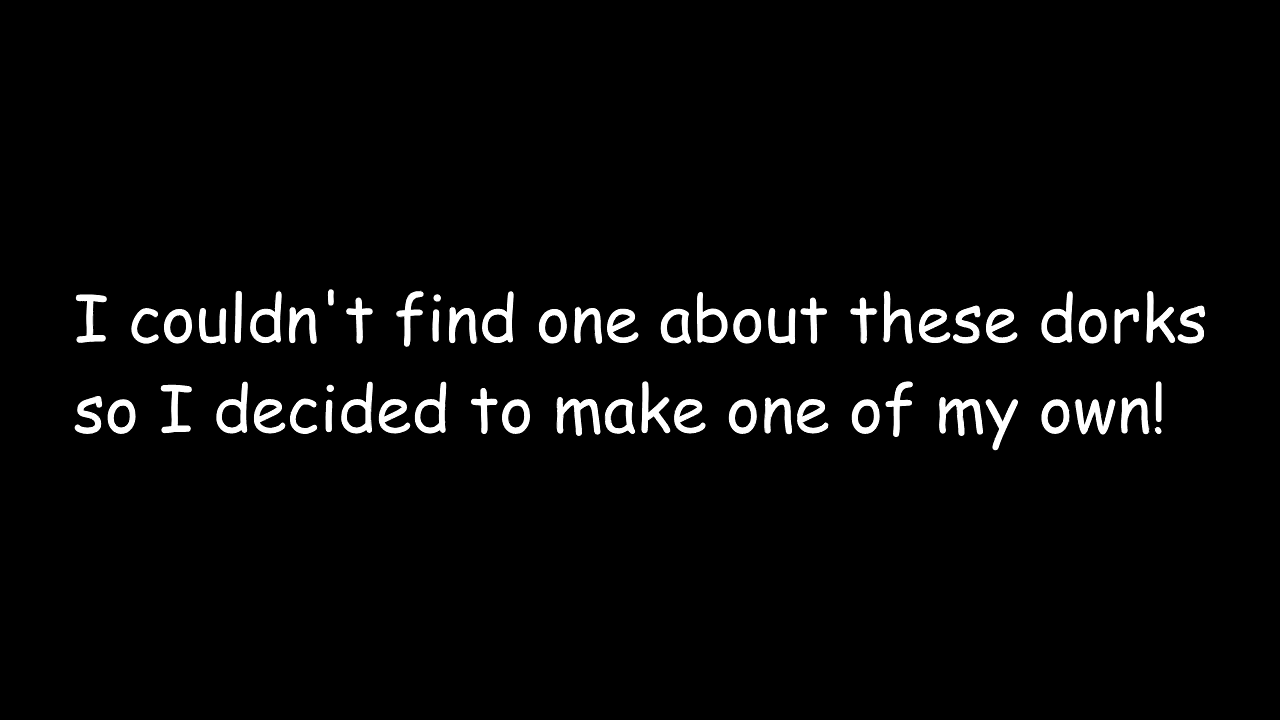 I couldn't find one about these dorks
so I decided to make one of my own!